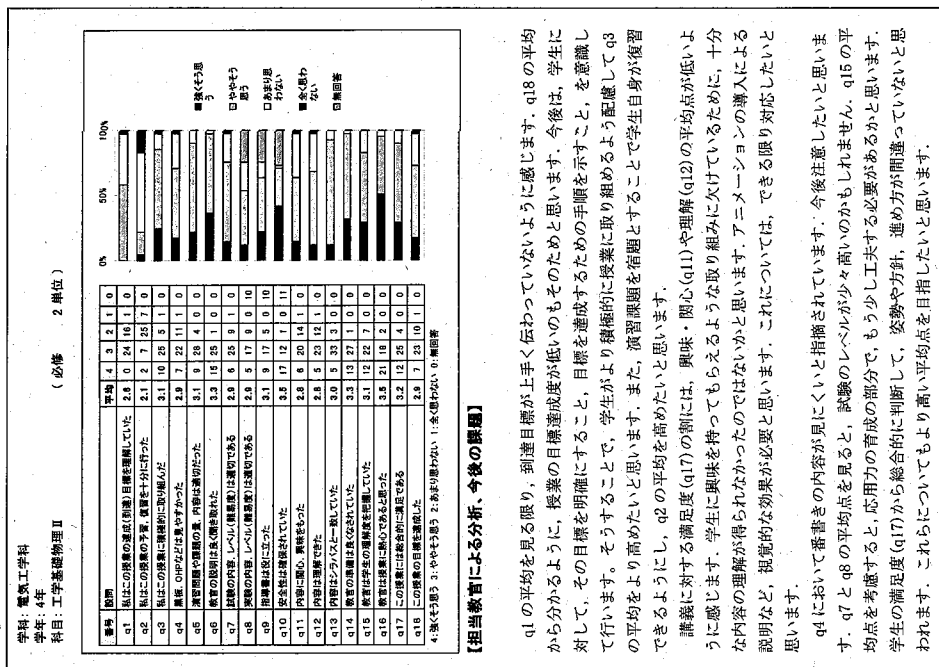 学科: 電気工学科
学年: 4年
科目: 工学基礎物理Ⅱ ( 必修 2 単位 )
番号 設問 平均 4 3 2 1 0
q1 私はこの授業の達成(到達)目標を理解していた 2.6 0 24 16 1 0
q2 私はこの授業の予習、復習を十分に行った 2.1 2 7 25 7 0
q3 私はこの授業に積極的に取り組んだ 3.1 10 25 5 1 0
q4 黒板、OHPなどは見やすかった 2.9 7 22 11 1 0
q5 演習問題や課題の量、内容は適切だった 3.1 9 28 4 0 0
q6 教官の説明は良く聞き取れた 3.3 15 25 1 0 0
q7 試験の内容、レベル(難易度)は適切である 2.9 6 25 9 1 0
q8 実験の内容、レベル(難易度)は適切である 2.9 5 17 9 0 10
q9 指導書は役に立った 3.1 9 17 5 0 10
q10 安全性は確保されていた 3.5 17 12 1 0 11
q11 内容に関心、興味をもった 2.8 6 20 14 1 0
q12 内容は理解できた 2.8 5 23 12 1 0
q13 内容はシラバスと一致していた 3.0 5 33 3 0 0
q14 教官の準備は良くなされていた 3.3 13 27 1 0 0
q15 教官は学生の理解度を把握していた 3.1 12 22 7 0 0
q16 教官は授業に熱心であると思った 3.5 21 18 2 0 0
q17 この授業には総合的に満足である 3.2 12 25 4 0 0
q18 この授業の目標を達成した 2.9 7 23 10 1 0
4:強くそう思う 3:ややそう思う 2:あまり思わない 1:全く思わない 0:無回答
0% 50% 100%
■強くそう思う
□ややそう思う
□あまり思わない
■全く思わない
□無回答
【担当教官による分析、今後の課題】
q1 の平均を見る限り, 到達目標が上手く伝わっていないように感じます. q18 の平均
から分かるように, 授業の目標達成度が低いのもそのためと思います. 今後は, 学生に
対して, その目標を明確にすること, 目標を達成するための手順を示すこと, を意識し
て行います. そうすることで, 学生がより積極的に授業に取り組めるよう配慮して q3
の平均をより高めたいと思います. また, 演習課題を宿題とすることで学生自身が復習
できるようにし, q2 の平均を高めたいと思います.
講義に対する満足度(q17)の割には, 興味・関心(q11)や理解(q12)の平均点が低いよ
うに感じます. 学生に興味を持ってもらえるような取り組みに欠けているために, 十分
な内容の理解が得られなかったのではないかと思います. アニメーションの導入による
説明など, 視覚的な効果が必要と思います. これについては, できる限り対応したいと
思います.
q4 において板書きの内容が見にくいと指摘されています. 今後注意したいと思いま
す. q7 と q8 の平均点を見ると, 試験のレベルが少々高いのかもしれません. q15 の平
均点を考慮すると, 応用力の育成の部分で, もう少し工夫する必要があるかと思います.
学生の満足度(q17)から総合的に判断して, 姿勢や方針, 進め方が間違っていないと思
われます. これらについてもより高い平均点を目指したいと思います.